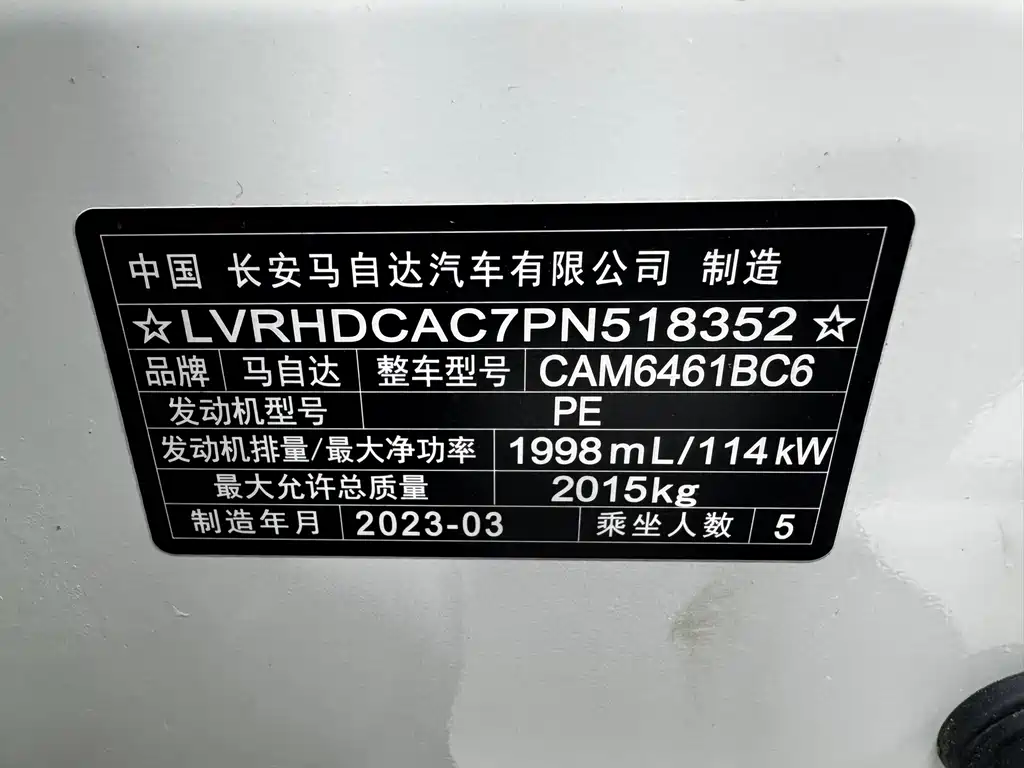 中国 长安马自达汽车有限公司 制造
☆LVRHDCAC7PN518352☆
品牌 马自达 整车型号 CAM6461BC6
发动机型号 PE
发动机排量/最大净功率 1998mL/114kW
最大允许总质量 2015kg
制造年月 2023-03 乘坐人数 5